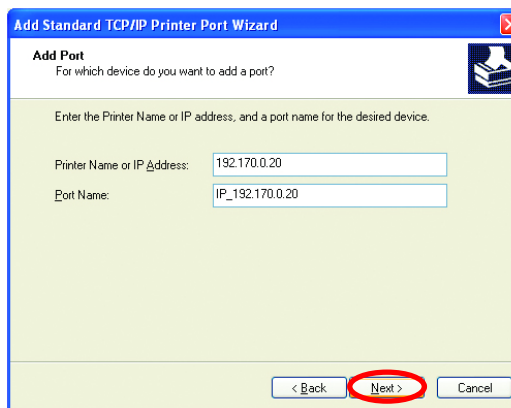 Add Standard TCP/IP Printer Port Wizard
Add Port
For which device do you want to add a port?
Enter the Printer Name or IP address, and a port name for the desired device.
Printer Name or IP Address: 192.170.0.20
Port Name: IP_192.170.0.20
< Back Next > Cancel